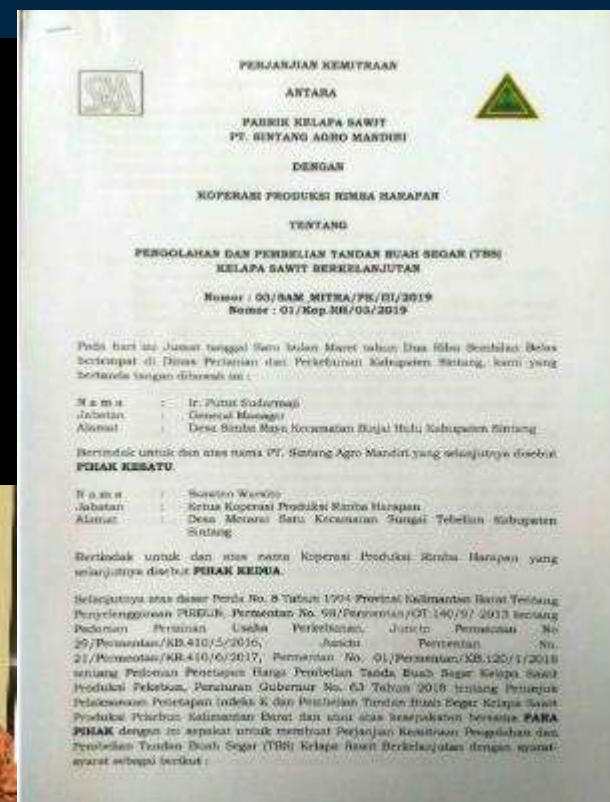 PERJANJIAN KEMITRAAN
ANTARA
PABRIK KELAPA SAWIT
PT. SINTANG AGRO MANDIRI
DENGAN
KOPERASI PRODUKSI RIMBA HARAPAN
TENTANG
PENGOLAHAN DAN PEMBELIAN TANDAN BUAH SEGAR (TBS)
KELAPA SAWIT BERKELANJUTAN
Nomor : 03/SAM_MITRA/PK/III/2019
Nomor : 01/Kop.RH/03/2019
Pada hari ini Jumat tanggal Satu bulan Maret tahun Dua Ribu Sembilan Belas
bertempat di Dinas Pertanian dan Perkebunan Kabupaten Sintang, kami yang
bertanda tangan dibawah ini :
N a m a : Ir. Putut Sudarmaji
Jabatan : General Manager
Alamat : Desa Simba Raya Kecamatan Binjai Hulu Kabupaten Sintang
Bertindak untuk dan atas nama PT. Sintang Agro Mandiri yang selanjutnya disebut
PIHAK KESATU.
N a m a : Warsito
Jabatan : Ketua Koperasi Produksi Rimba Harapan
Alamat : Desa Merarai Satu Kecamatan Sungai Tebelian Kabupaten
Sintang
Bertindak untuk dan atas nama Koperasi Produksi Rimba Harapan yang
selanjutnya disebut PIHAK KEDUA.
Selanjutnya atas dasar Perda No. 8 Tahun 1994 Provinsi Kalimantan Barat Tentang
Penyelenggaraan PIRBUN, Permentan No. 98/Permentan/OT.140/9/2013 tentang
Pedoman Perizinan Usaha Perkebunan, Juncto Permentan No
29/Permentan/KB.410/5/2016, Juncto Permentan No.
21/Permentan/KB.410/6/2017, Permentan No. 01/Permentan/KB.120/1/2018
tentang Pedoman Penetapan Harga Pembelian Tanda Buah Segar Kelapa Sawit
Produksi Pekebun, Peraturan Gubernur No. 63 Tahun 2018 tentang Petunjuk
Pelaksanaan Penetapan Indeks K dan Pembelian Tandan Buah Segar Kelapa Sawit
Produksi Pekebun Kalimantan Barat dan atas kesepakatan bersama PARA
PIHAK dengan ini sepakat untuk membuat Perjanjian Kemitraan Pengolahan dan
Pembelian Tandan Buah Segar (TBS) Kelapa Sawit Berkelanjutan dengan syarat-
syarat sebagai berikut :